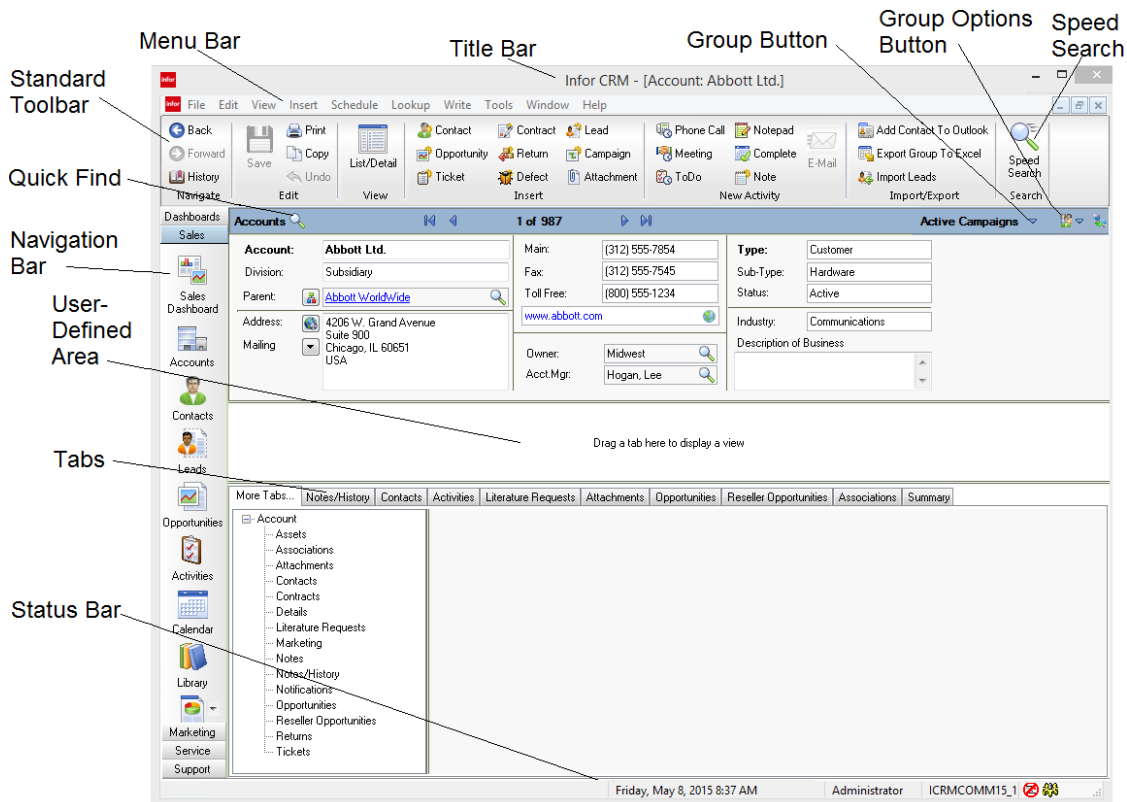 Group Options Button
Speed Search
Menu Bar
Title Bar
Group Button
Standard Toolbar
infor
Infor CRM - [Account: Abbott Ltd.]
infor
File Edit View Insert Schedule Lookup Write Tools Window Help
Back
Forward
History
Navigate
Save
Print
Copy
Undo
Edit
List/Detail
View
Contact
Contract
Lead
Opportunity
Return
Campaign
Ticket
Defect
Attachment
Insert
Phone Call
Notepad
Meeting
Complete
ToDo
Note
E-Mail
New Activity
Add Contact To Outlook
Export Group To Excel
Import Leads
Import/Export
Speed Search
Search
Quick Find
Navigation Bar
User-Defined Area
Tabs
Status Bar
Dashboards
Sales
Sales Dashboard
Accounts
Contacts
Leads
Opportunities
Activities
Calendar
Library
Marketing
Service
Support
Accounts
1 of 987
Active Campaigns
Account: Abbott Ltd.
Division: Subsidiary
Parent: Abbott WorldWide
Address: 4206 W. Grand Avenue
Suite 900
Mailing Chicago, IL 60651
USA
Main: (312) 555-7854
Fax: (312) 555-7545
Toll Free: (800) 555-1234
www.abbott.com
Owner: Midwest
Acct.Mgr: Hogan, Lee
Type: Customer
Sub-Type: Hardware
Status: Active
Industry: Communications
Description of Business
Drag a tab here to display a view
More Tabs... Notes/History Contacts Activities Literature Requests Attachments Opportunities Reseller Opportunities Associations Summary
Account
Assets
Associations
Attachments
Contacts
Contracts
Details
Literature Requests
Marketing
Notes
Notes/History
Notifications
Opportunities
Reseller Opportunities
Returns
Tickets
Friday, May 8, 2015 8:37 AM
Administrator
ICRMCOMM15_1